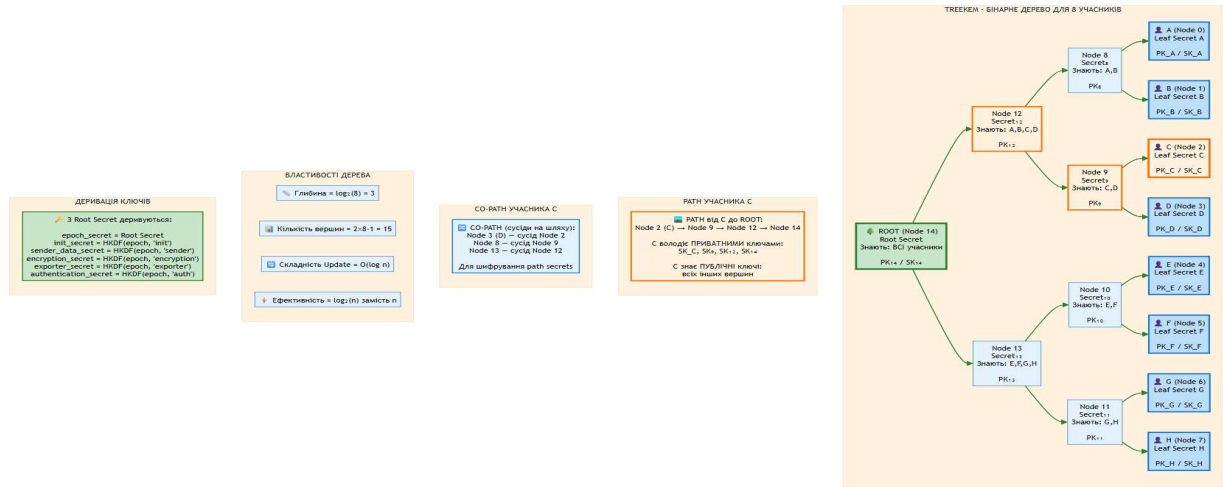 ДЕРИВАЦІЯ КЛЮЧІВ
🔑 З Root Secret деривуються:
epoch_secret = Root Secret
init_secret = HKDF(epoch, 'init')
sender_data_secret = HKDF(epoch, 'sender')
encryption_secret = HKDF(epoch, 'encryption')
exporter_secret = HKDF(epoch, 'exporter')
authentication_secret = HKDF(epoch, 'auth')
ВЛАСТИВОСТІ ДЕРЕВА
📏 Глибина = log₂(8) = 3
📊 Кількість вершин = 2×8-1 = 15
🔄 Складність Update = O(log n)
⚡ Ефективність = log₂(n) замість n
CO-PATH УЧАСНИКА C
🔄 CO-PATH (сусіди на шляху):
Node 3 (D) — сусід Node 2
Node 8 — сусід Node 9
Node 13 — сусід Node 12
Для шифрування path secrets
PATH УЧАСНИКА C
🛤️ PATH від C до ROOT:
Node 2 (C) → Node 9 → Node 12 → Node 14
C володіє ПРИВАТНИМИ ключами:
SK_C, SK₉, SK₁₂, SK₁₄
C знає ПУБЛІЧНІ ключі:
всіх інших вершин
TREEKEM - БІНАРНЕ ДЕРЕВО ДЛЯ 8 УЧАСНИКІВ
🌳 ROOT (Node 14)
Root Secret
Знають: ВСІ учасники
PK₁₄ / SK₁₄
Node 12
Secret₁₂
Знають: A,B,C,D
PK₁₂
Node 13
Secret₁₃
Знають: E,F,G,H
PK₁₃
Node 8
Secret₈
Знають: A,B
PK₈
Node 9
Secret₉
Знають: C,D
PK₉
Node 10
Secret₁₀
Знають: E,F
PK₁₀
Node 11
Secret₁₁
Знають: G,H
PK₁₁
👤 A (Node 0)
Leaf Secret A
PK_A / SK_A
👤 B (Node 1)
Leaf Secret B
PK_B / SK_B
👤 C (Node 2)
Leaf Secret C
PK_C / SK_C
👤 D (Node 3)
Leaf Secret D
PK_D / SK_D
👤 E (Node 4)
Leaf Secret E
PK_E / SK_E
👤 F (Node 5)
Leaf Secret F
PK_F / SK_F
👤 G (Node 6)
Leaf Secret G
PK_G / SK_G
👤 H (Node 7)
Leaf Secret H
PK_H / SK_H